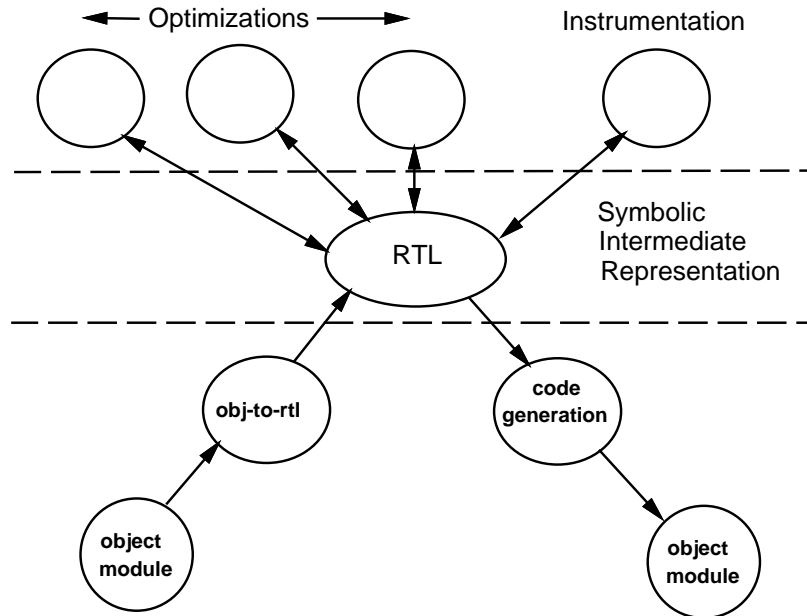 Optimizations
Instrumentation
Symbolic
Intermediate
Representation
RTL
obj-to-rtl
code
generation
object
module
object
module